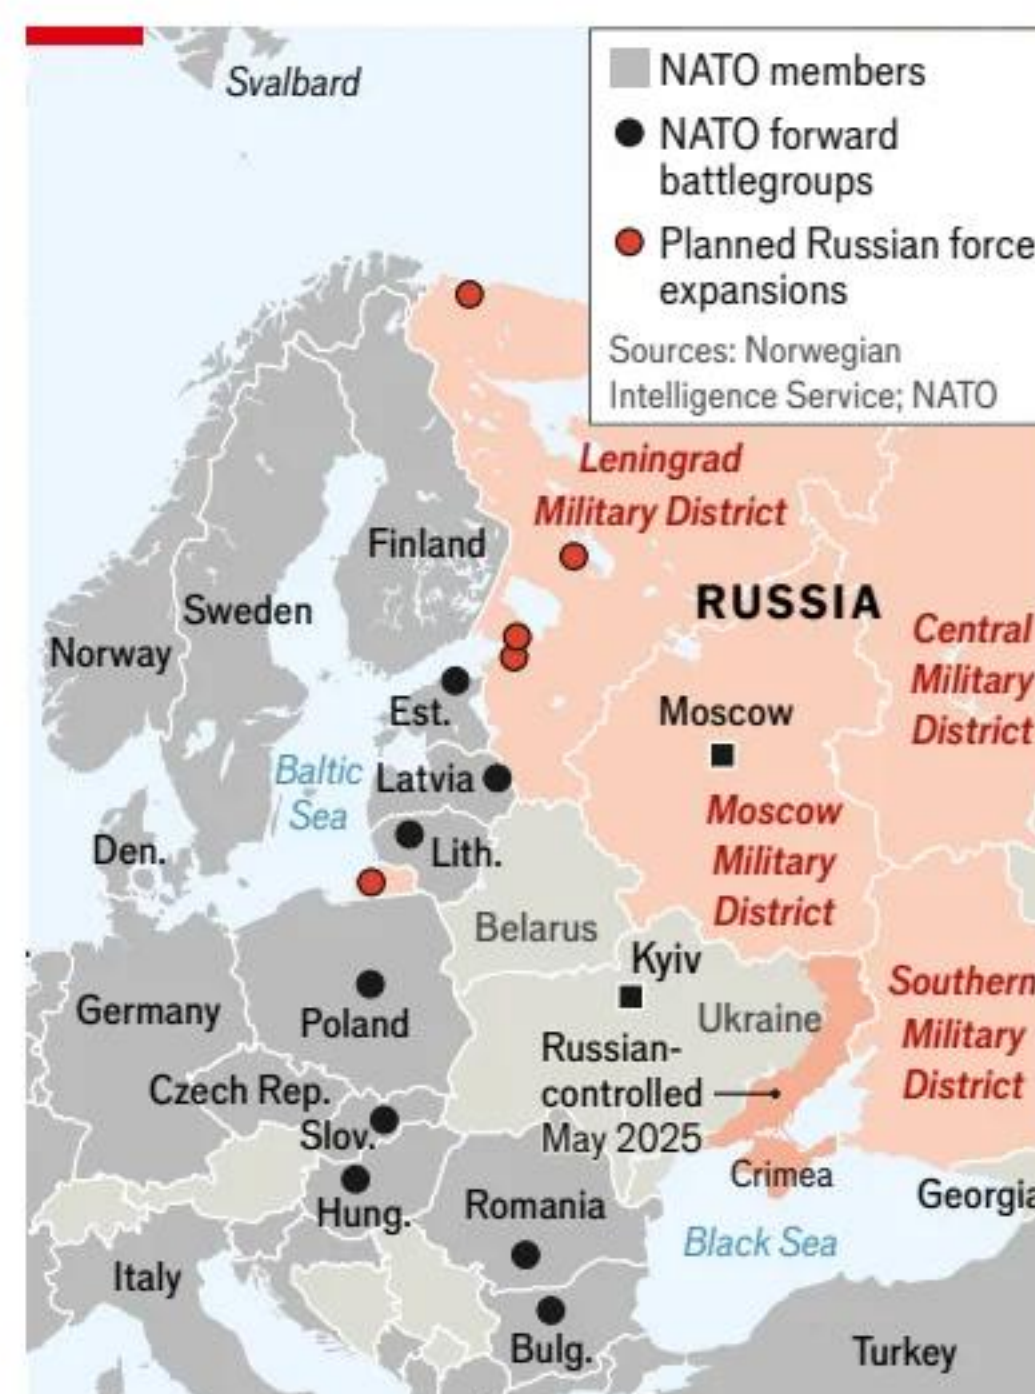 Svalbard
NATO members
NATO forward
battlegroups
Planned Russian force
expansions
Sources: Norwegian
Intelligence Service; NATO
Leningrad
Military District
Finland
RUSSIA
Sweden
Norway
Central
Military
District
Est.
Moscow
Baltic
Sea
Latvia
Moscow
Military
District
Den.
Lith.
Belarus
Kyiv
Germany
Poland
Ukraine
Southern
Military
District
Russian-
controlled
May 2025
Czech Rep.
Slov.
Crimea
Hung.
Romania
Georgia
Black Sea
Italy
Bulg.
Turkey